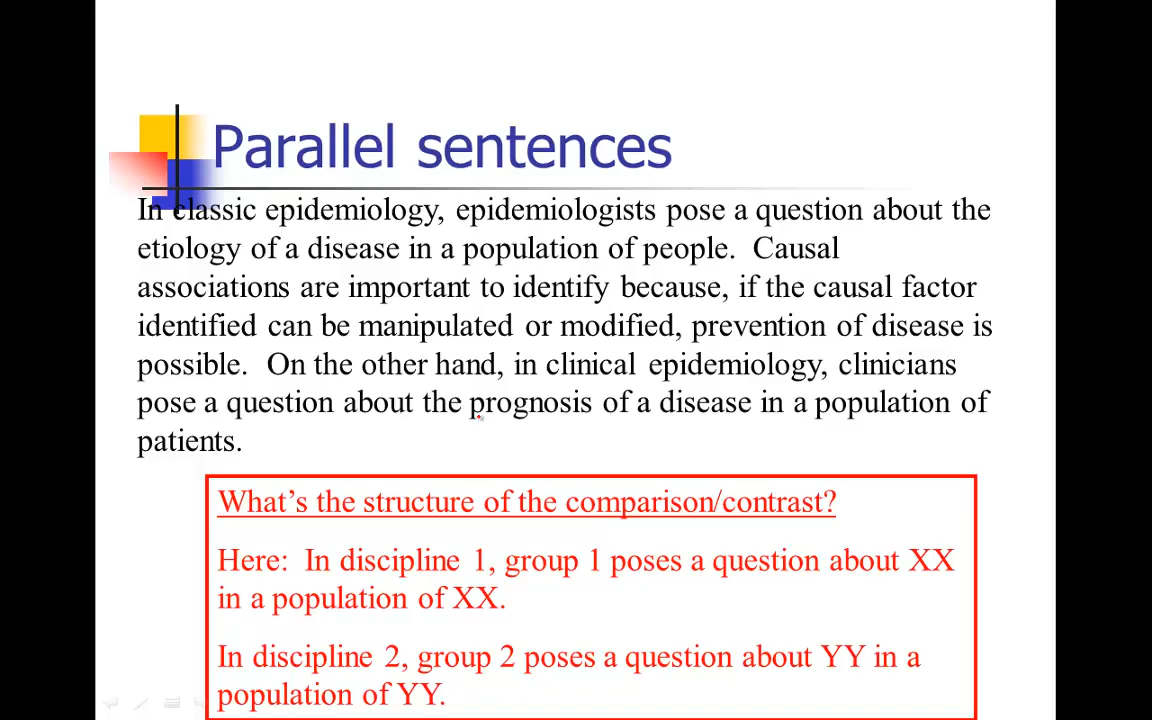 Parallel sentences
In classic epidemiology, epidemiologists pose a question about the
etiology of a disease in a population of people.  Causal
associations are important to identify because, if the causal factor
identified can be manipulated or modified, prevention of disease is
possible.  On the other hand, in clinical epidemiology, clinicians
pose a question about the prognosis of a disease in a population of
patients.
What’s the structure of the comparison/contrast?
Here:  In discipline 1, group 1 poses a question about XX
in a population of XX.
In discipline 2, group 2 poses a question about YY in a
population of YY.